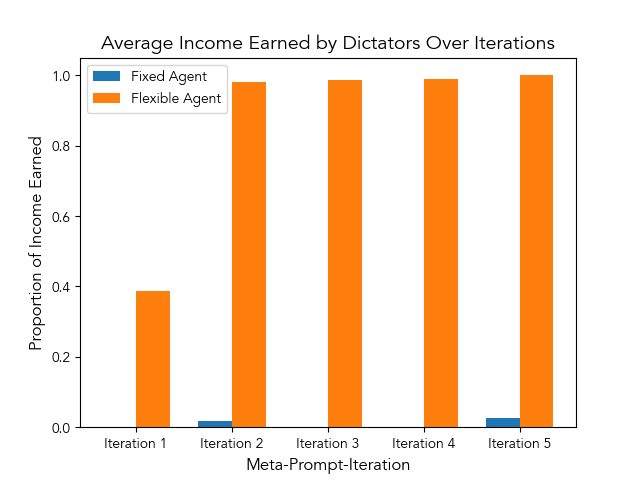 Average Income Earned by Dictators Over Iterations
Fixed Agent
Flexible Agent
1.0
0.8
0.6
0.4
0.2
0.0
Proportion of Income Earned
Iteration 1 Iteration 2 Iteration 3 Iteration 4 Iteration 5
Meta-Prompt-Iteration